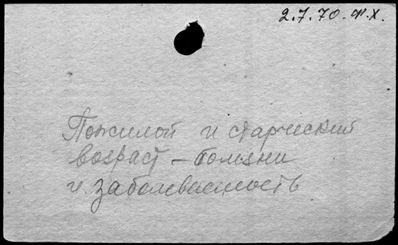 2.7.70. Ф.Х.
Пожилой и старческий
возраст – болезни
и заболеваемость